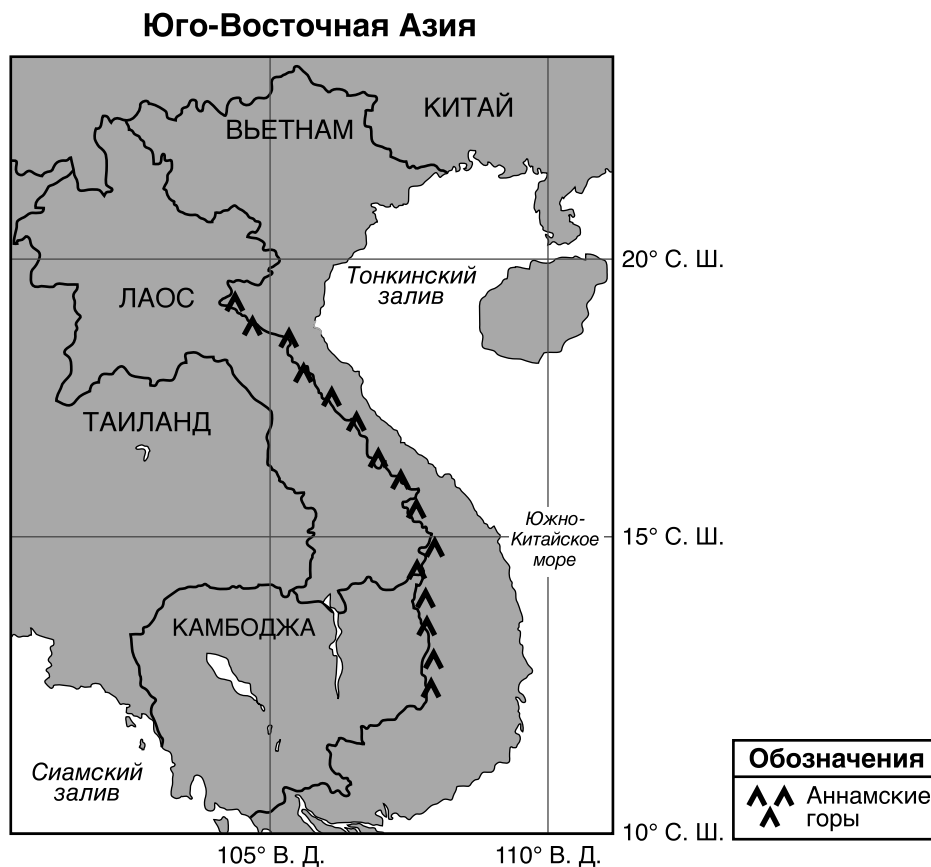 Юго-Восточная Азия
КИТАЙ
ВЬЕТНАМ
20° С. Ш.
Тонкинский
залив
ЛАОС
ТАИЛАНД
Южно-
Китайское
море
15° С. Ш.
КАМБОДЖА
Сиамский
залив
Обозначения
Аннамские
горы
10° С. Ш.
105° В. Д.
110° В. Д.